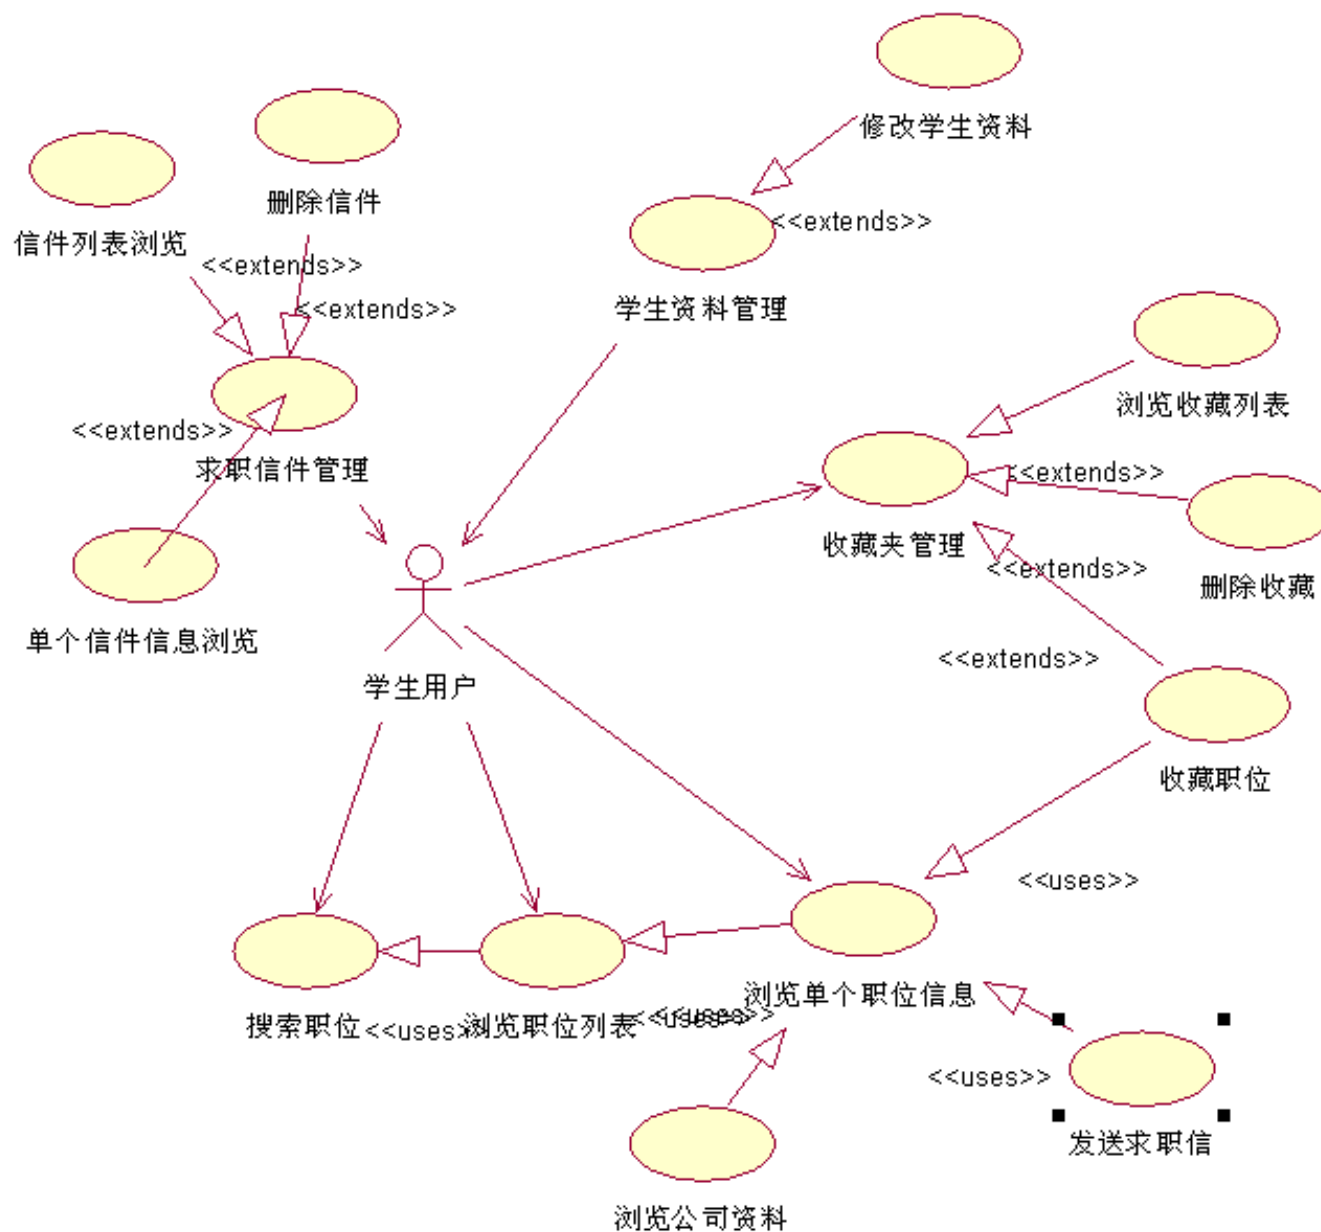 修改学生资料
删除信件
<<extends>>
信件列表浏览
<<extends>>
<<extends>>
学生资料管理
浏览收藏列表
<<extends>>
求职信件管理
<<extends>>
收藏夹管理
<<extends>>
删除收藏
单个信件信息浏览
<<extends>>
学生用户
收藏职位
<<uses>>
浏览单个职位信息
搜索职位
<<uses>>
浏览职位列表
<<uses>>
<<uses>>
<<uses>>
发送求职信
浏览公司资料